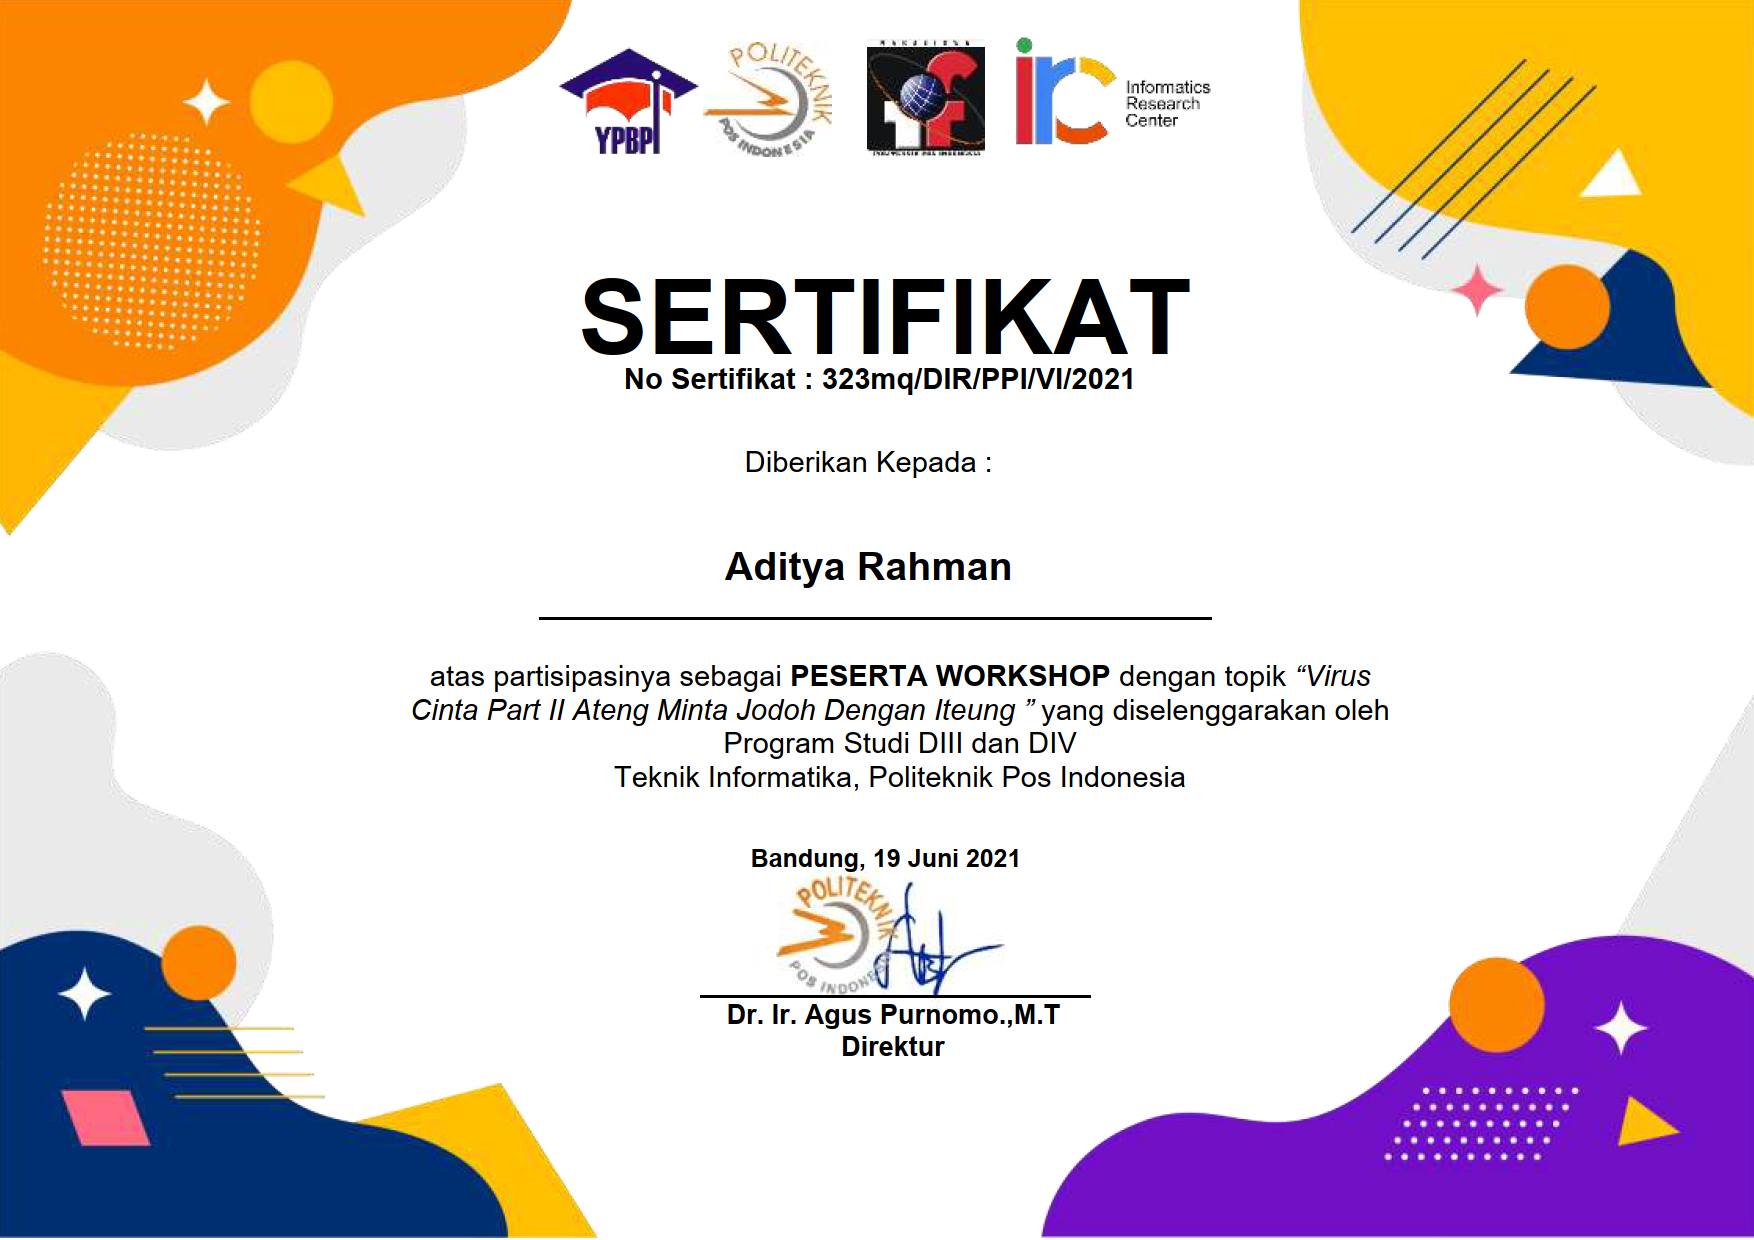 YPBPI
POLITEKNIK
POS INDONESIA
irc
Informatics
Research
Center
SERTIFIKAT
No Sertifikat : 323mq/DIR/PPI/VI/2021
Diberikan Kepada :
Aditya Rahman
atas partisipasinya sebagai PESERTA WORKSHOP dengan topik “Virus
Cinta Part II Ateng Minta Jodoh Dengan Iteung ” yang diselenggarakan oleh
Program Studi DIII dan DIV
Teknik Informatika, Politeknik Pos Indonesia
Bandung, 19 Juni 2021
POLITEKNIK
POS INDONESIA
Dr. Ir. Agus Purnomo.,M.T
Direktur